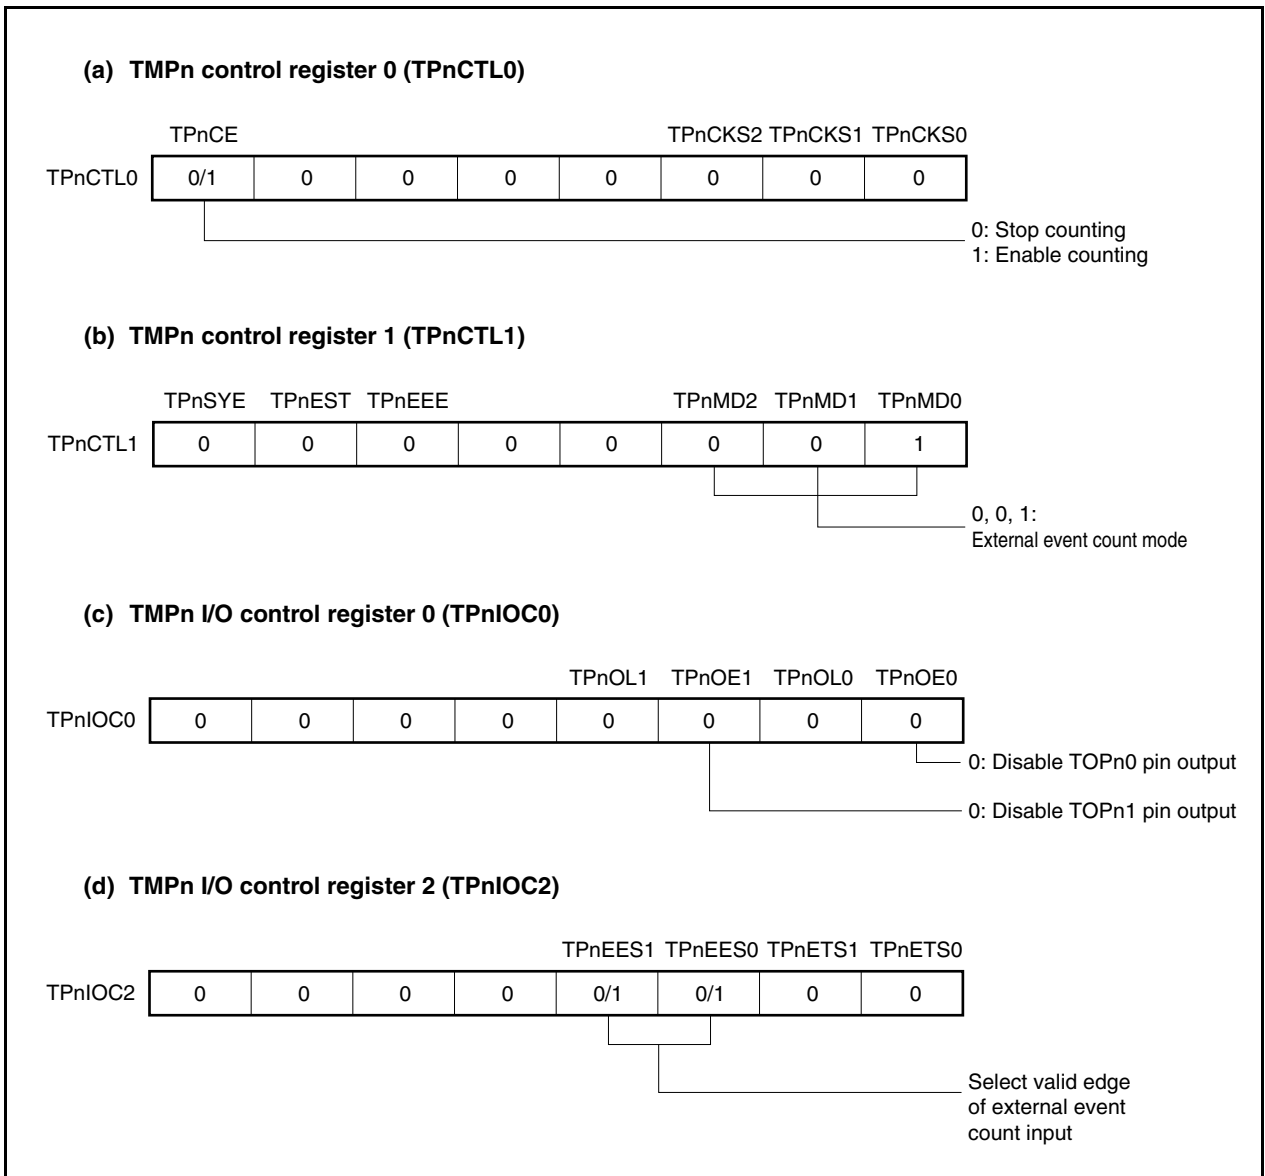 (a) TMPn control register 0 (TPnCTL0)
TPnCE TPnCKS2 TPnCKS1 TPnCKS0
TPnCTL0 0/1 0 0 0 0 0 0 0
0: Stop counting
1: Enable counting
(b) TMPn control register 1 (TPnCTL1)
TPnSYE TPnEST TPnEEE TPnMD2 TPnMD1 TPnMD0
TPnCTL1 0 0 0 0 0 0 0 1
0, 0, 1:
External event count mode
(c) TMPn I/O control register 0 (TPnIOC0)
TPnOL1 TPnOE1 TPnOL0 TPnOE0
TPnIOC0 0 0 0 0 0 0 0 0
0: Disable TOPn0 pin output
0: Disable TOPn1 pin output
(d) TMPn I/O control register 2 (TPnIOC2)
TPnEES1 TPnEES0 TPnETS1 TPnETS0
TPnIOC2 0 0 0 0 0/1 0/1 0 0
Select valid edge
of external event
count input